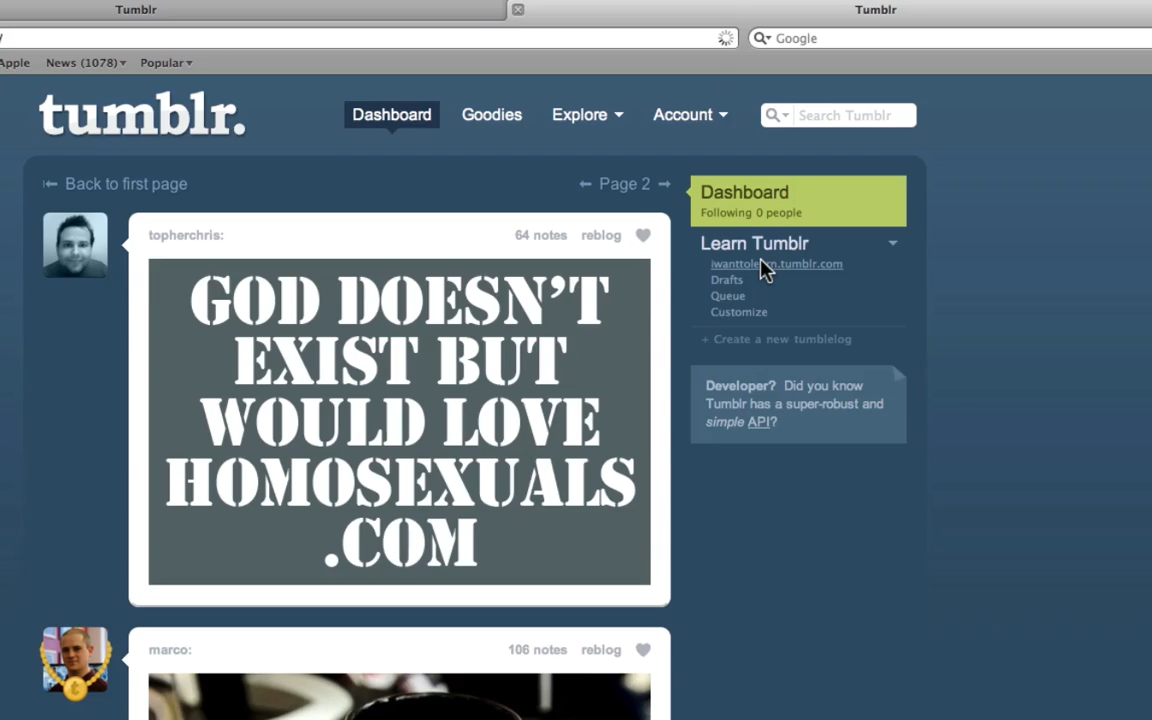 Tumblr
Tumblr
/
Google
Apple News (1078) Popular
tumblr.
Dashboard Goodies Explore Account Search Tumblr
Back to first page
Page 2
Dashboard
Following 0 people
topherchris:
64 notes reblog
GOD DOESN'T
EXIST BUT
WOULD LOVE
HOMOSEXUALS
.COM
Learn Tumblr
iwanttolearn.tumblr.com
Drafts
Queue
Customize
+ Create a new tumblelog
Developer? Did you know
Tumblr has a super-robust and
simple API?
marco:
106 notes reblog